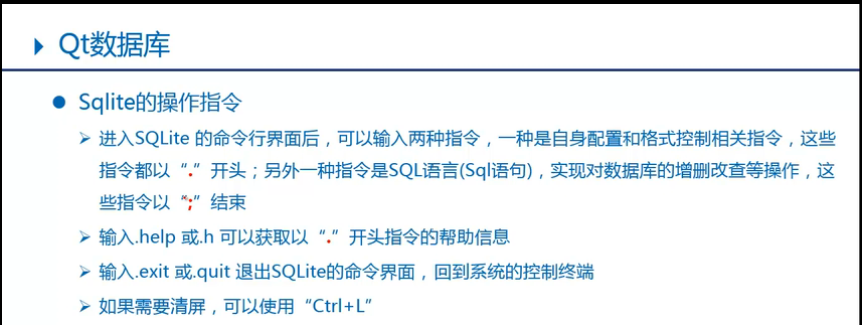 Qt数据库
Sqlite的操作指令
进入SQLite 的命令行界面后，可以输入两种指令，一种是自身配置和格式控制相关指令，这些
指令都以“.”开头；另外一种指令是SQL语言(Sql语句)，实现对数据库的增删改查等操作，这
些指令以“;”结束
输入.help 或.h 可以获取以“.”开头指令的帮助信息
输入.exit 或.quit 退出SQLite的命令界面，回到系统的控制终端
如果需要清屏，可以使用“Ctrl+L”